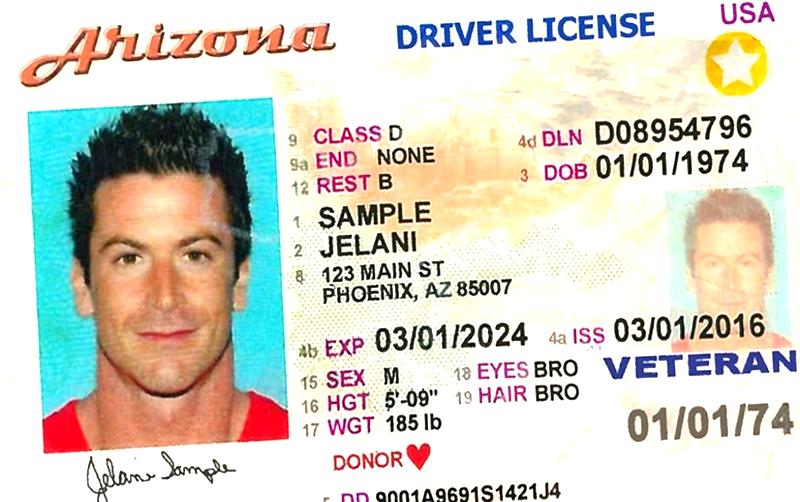 Arizona DRIVER LICENSE USA
9 CLASS D 4d DLN D08954796
9a END NONE 3 DOB 01/01/1974
12 REST B
1 SAMPLE
2 JELANI
8 123 MAIN ST
PHOENIX, AZ 85007
4b EXP 03/01/2024 4a ISS 03/01/2016
15 SEX M 18 EYES BRO VETERAN
16 HGT 5'-09" 19 HAIR BRO
17 WGT 185 lb 01/01/74
DONOR
Jelani Sample
5 DD 9001A9691S1421J4